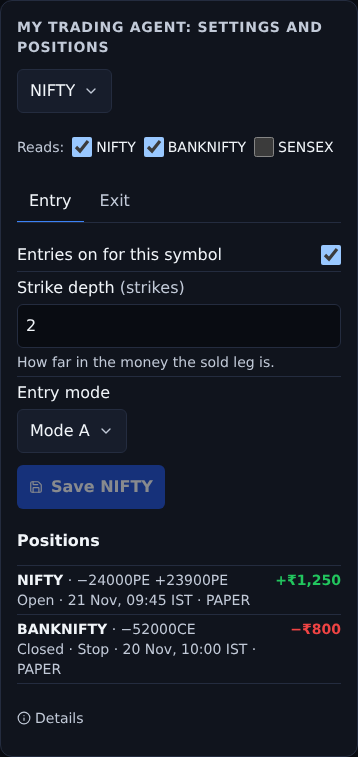 MY TRADING AGENT: SETTINGS AND
POSITIONS
NIFTY
Reads: NIFTY BANKNIFTY SENSEX
Entry Exit
Entries on for this symbol
Strike depth (strikes)
2
How far in the money the sold leg is.
Entry mode
Mode A
Save NIFTY
Positions
NIFTY · −24000PE +23900PE +₹1,250
Open · 21 Nov, 09:45 IST · PAPER
BANKNIFTY · −52000CE −₹800
Closed · Stop · 20 Nov, 10:00 IST ·
PAPER
Details